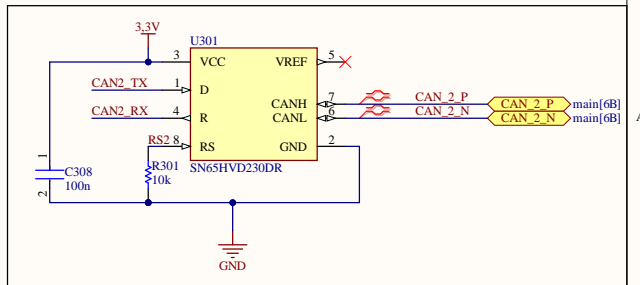 3,3V
U301
3 VCC VREF 5
CAN2_TX 1 D
CANH 7 CAN_2_P CAN_2_P main[6B]
CAN2_RX 4 R CANL 6 CAN_2_N CAN_2_N main[6B]
RS2 8 RS GND 2
SN65HVD230DR
R301
10k
1
C308
100n
2
GND